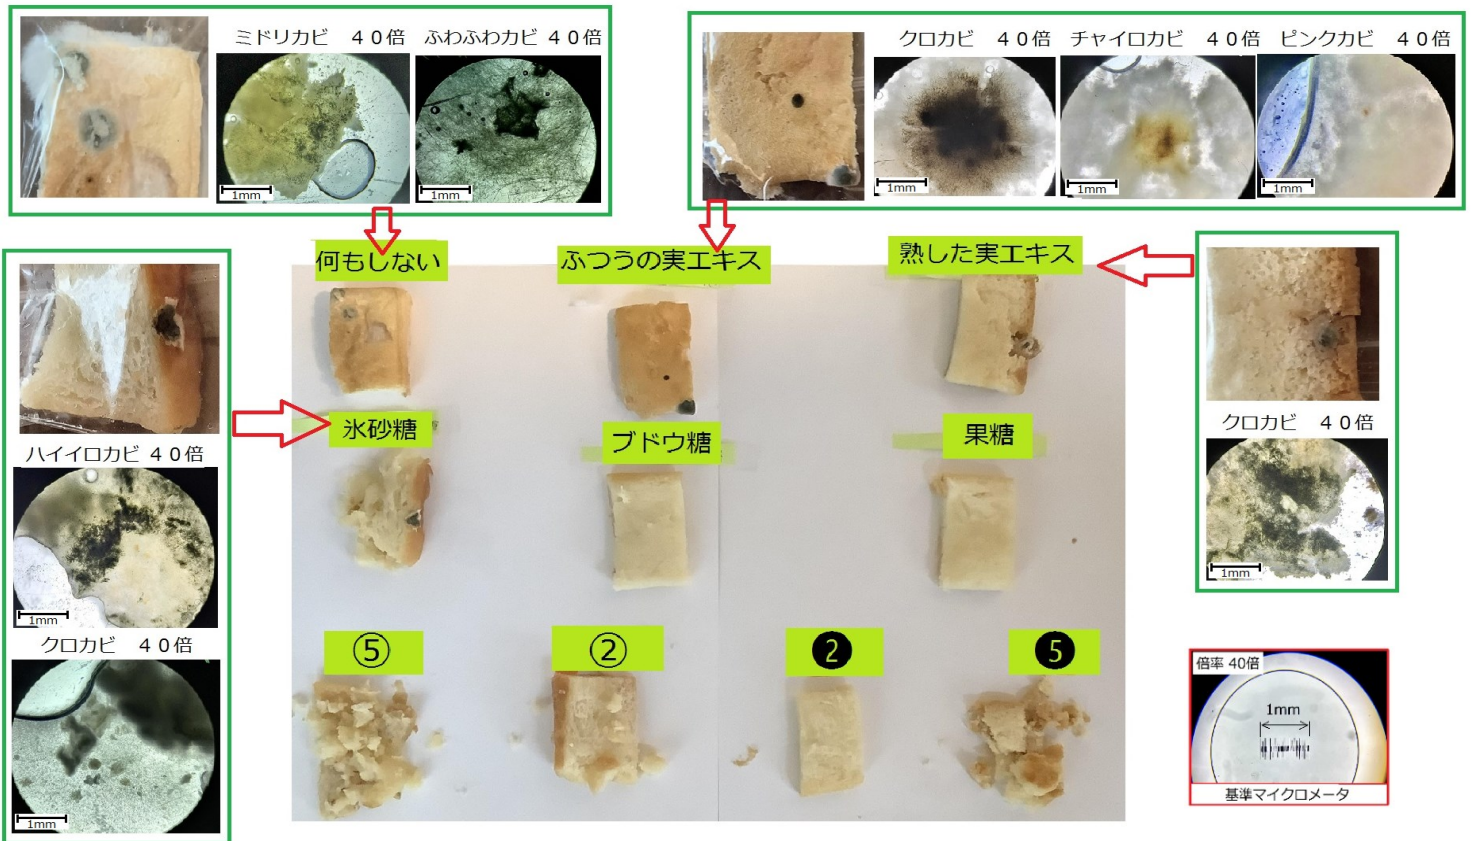 ミドリカビ　４０倍
ふわふわカビ ４０倍
1mm
1mm
クロカビ　４０倍
チャイロカビ　４０倍
ピンクカビ　４０倍
1mm
1mm
1mm
何もしない
ふつうの実エキス
熟した実エキス
氷砂糖
ブドウ糖
果糖
⑤
②
❷
❺
ハイイロカビ ４０倍
1mm
クロカビ　４０倍
1mm
クロカビ　４０倍
1mm
倍率 40倍
1mm
基準マイクロメータ